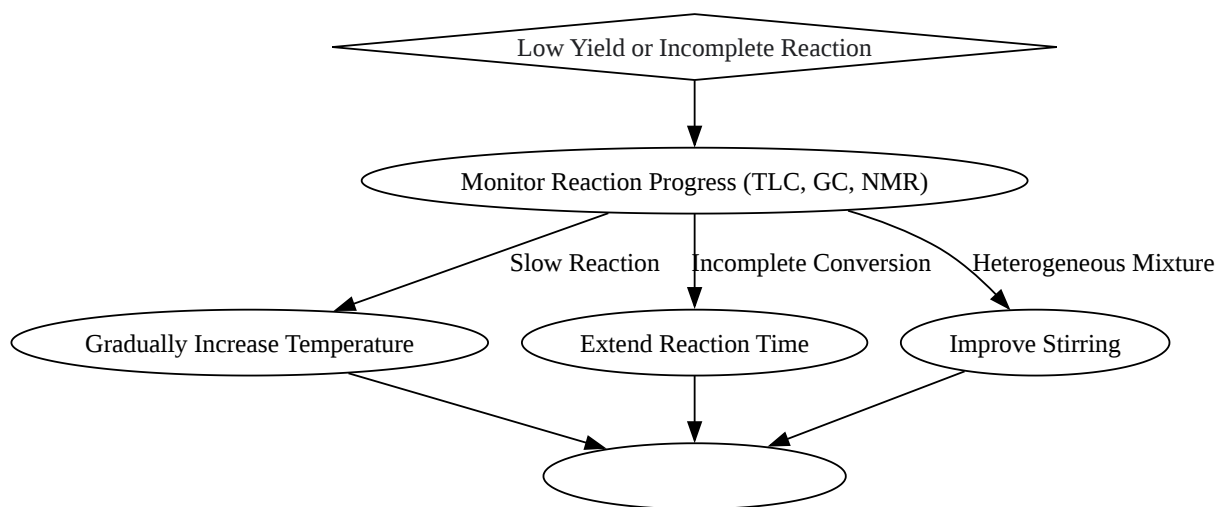 Low Yield or Incomplete Reaction
Monitor Reaction Progress (TLC, GC, NMR)
Slow Reaction
Incomplete Conversion
Heterogeneous Mixture
Gradually Increase Temperature
Extend Reaction Time
Improve Stirring